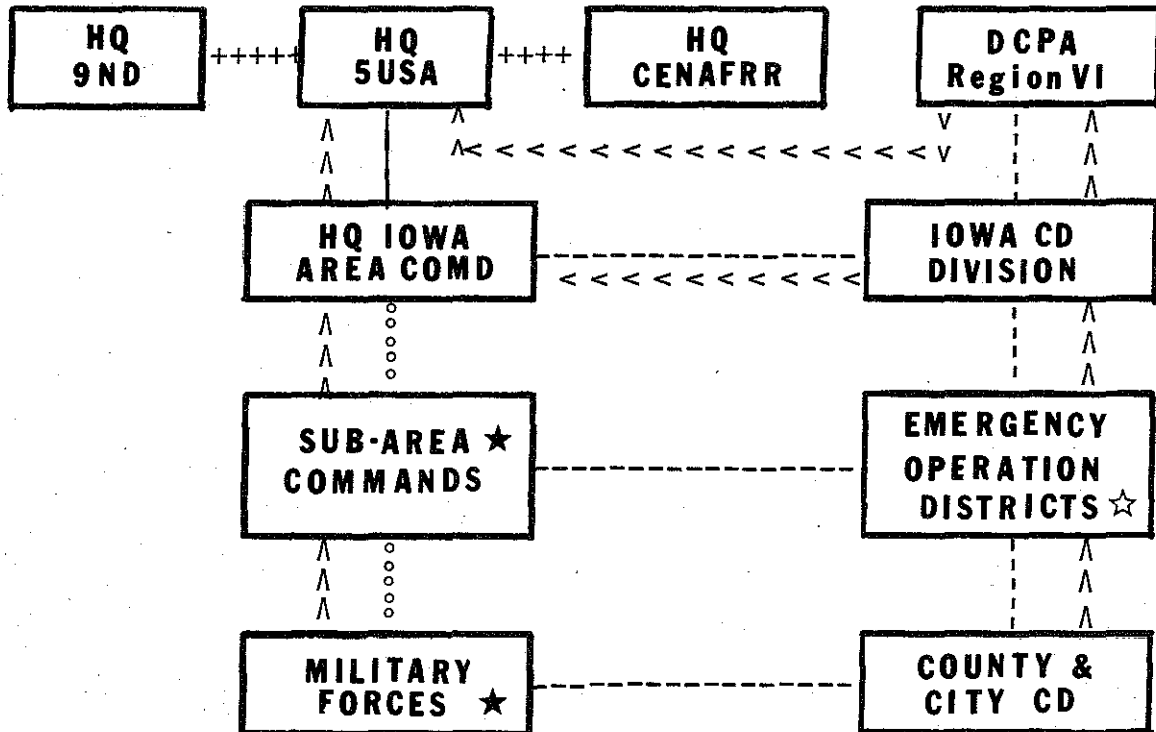 HQ
9ND
HQ
5USA
HQ
CENAFRR
DCPA
Region VI
HQ IOWA
AREA COMD
IOWA CD
DIVISION
SUB-AREA ★
COMMANDS
EMERGENCY
OPERATION
DISTRICTS ☆
MILITARY
FORCES ★
COUNTY &
CITY CD